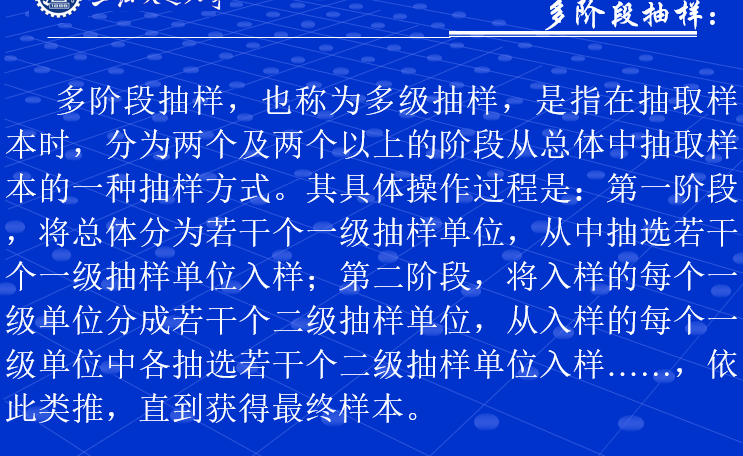 多阶段抽样：
多阶段抽样，也称为多级抽样，是指在抽取样
本时，分为两个及两个以上的阶段从总体中抽取样
本的一种抽样方式。其具体操作过程是：第一阶段
，将总体分为若干个一级抽样单位，从中抽选若干
个一级抽样单位入样；第二阶段，将入样的每个一
级单位分成若干个二级抽样单位，从入样的每个一
级单位中各抽选若干个二级抽样单位入样……，依
此类推，直到获得最终样本。